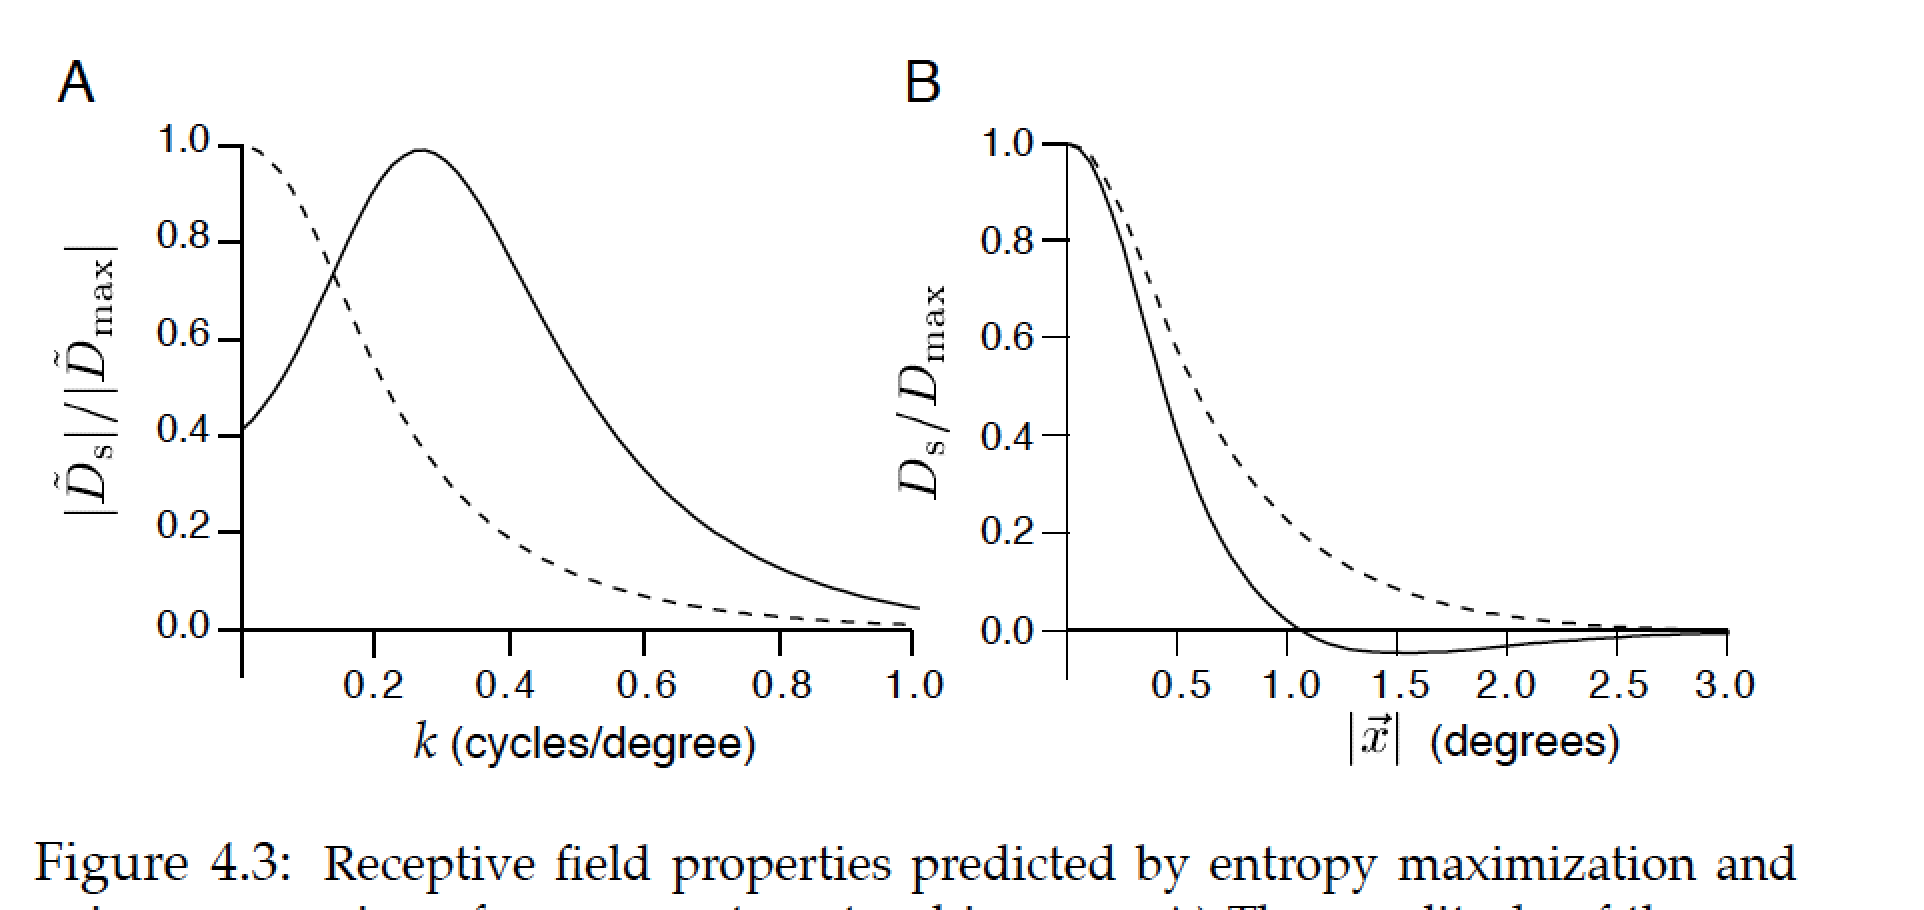 A
B
1.0
0.8
0.6
0.4
0.2
0.0
|D̃s|/|D̃max|
0.2 0.4 0.6 0.8 1.0
k (cycles/degree)
1.0
0.8
0.6
0.4
0.2
0.0
Ds/Dmax
0.5 1.0 1.5 2.0 2.5 3.0
|x⃗| (degrees)
Figure 4.3: Receptive field properties predicted by entropy maximization and